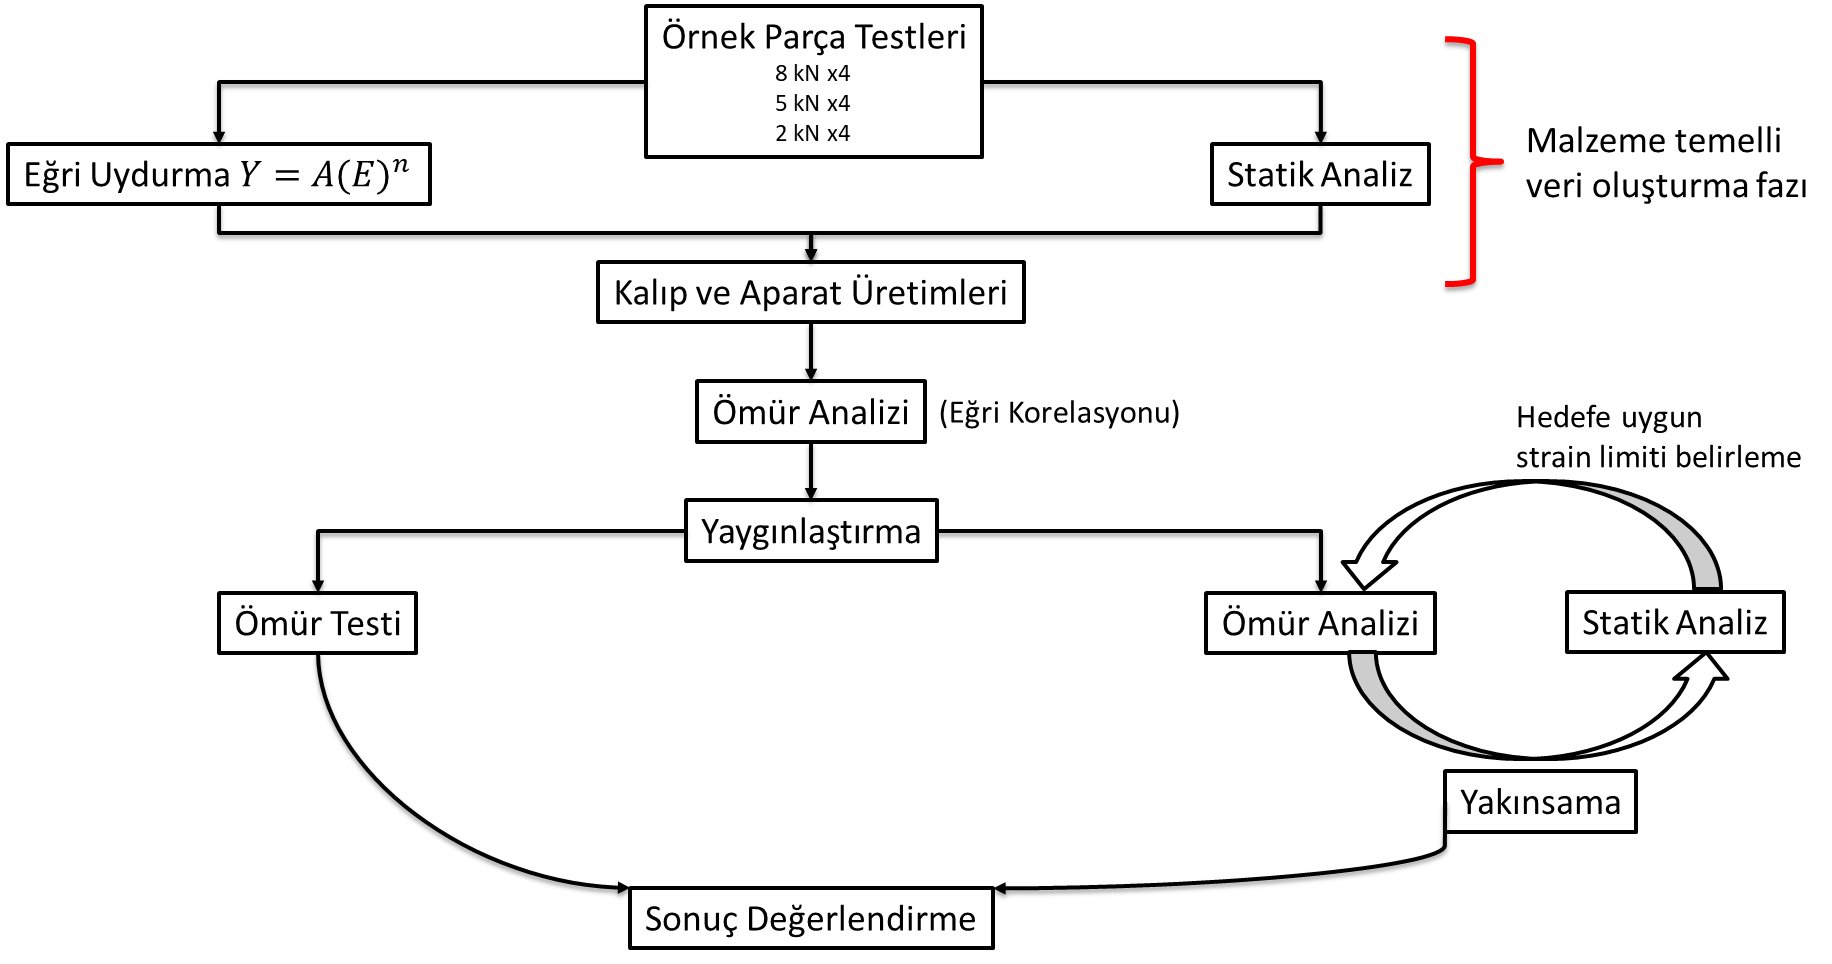 Örnek Parça Testleri
8 kN x4
5 kN x4
2 kN x4
Eğri Uydurma Y = A(E)ⁿ
Statik Analiz
Malzeme temelli
veri oluşturma fazı
Kalıp ve Aparat Üretimleri
Ömür Analizi (Eğri Korelasyonu)
Hedefe uygun
strain limiti belirleme
Yaygınlaştırma
Ömür Testi
Ömür Analizi
Statik Analiz
Yakınsama
Sonuç Değerlendirme